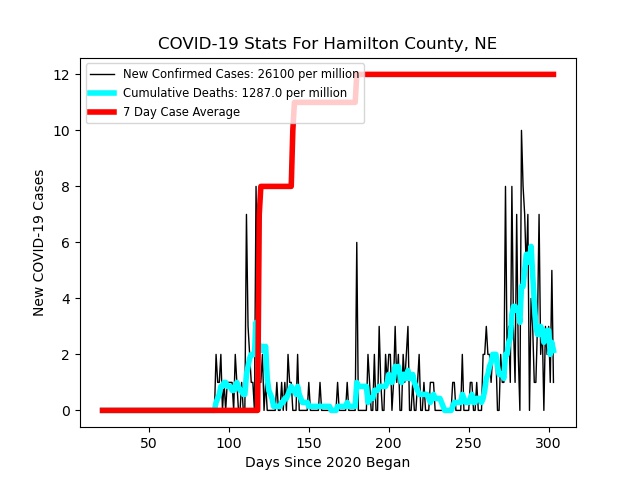 COVID-19 Stats For Hamilton County, NE
New Confirmed Cases: 26100 per million
Cumulative Deaths: 1287.0 per million
7 Day Case Average
12
10
8
6
4
2
0
New COVID-19 Cases
50 100 150 200 250 300
Days Since 2020 Began